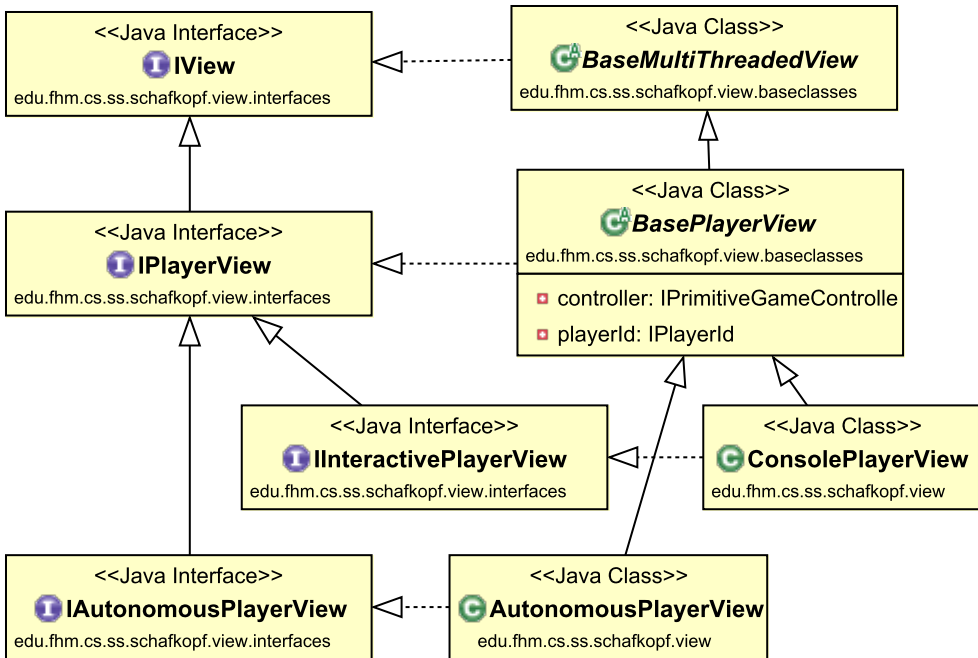 <<Java Interface>>
IView
edu.fhm.cs.ss.schafkopf.view.interfaces
<<Java Class>>
BaseMultiThreadedView
edu.fhm.cs.ss.schafkopf.view.baseclasses
<<Java Interface>>
IPlayerView
edu.fhm.cs.ss.schafkopf.view.interfaces
<<Java Class>>
BasePlayerView
edu.fhm.cs.ss.schafkopf.view.baseclasses
controller: IPrimitiveGameControlle
playerId: IPlayerId
<<Java Interface>>
IInteractivePlayerView
edu.fhm.cs.ss.schafkopf.view.interfaces
<<Java Class>>
ConsolePlayerView
edu.fhm.cs.ss.schafkopf.view
<<Java Interface>>
IAutonomousPlayerView
edu.fhm.cs.ss.schafkopf.view.interfaces
<<Java Class>>
AutonomousPlayerView
edu.fhm.cs.ss.schafkopf.view